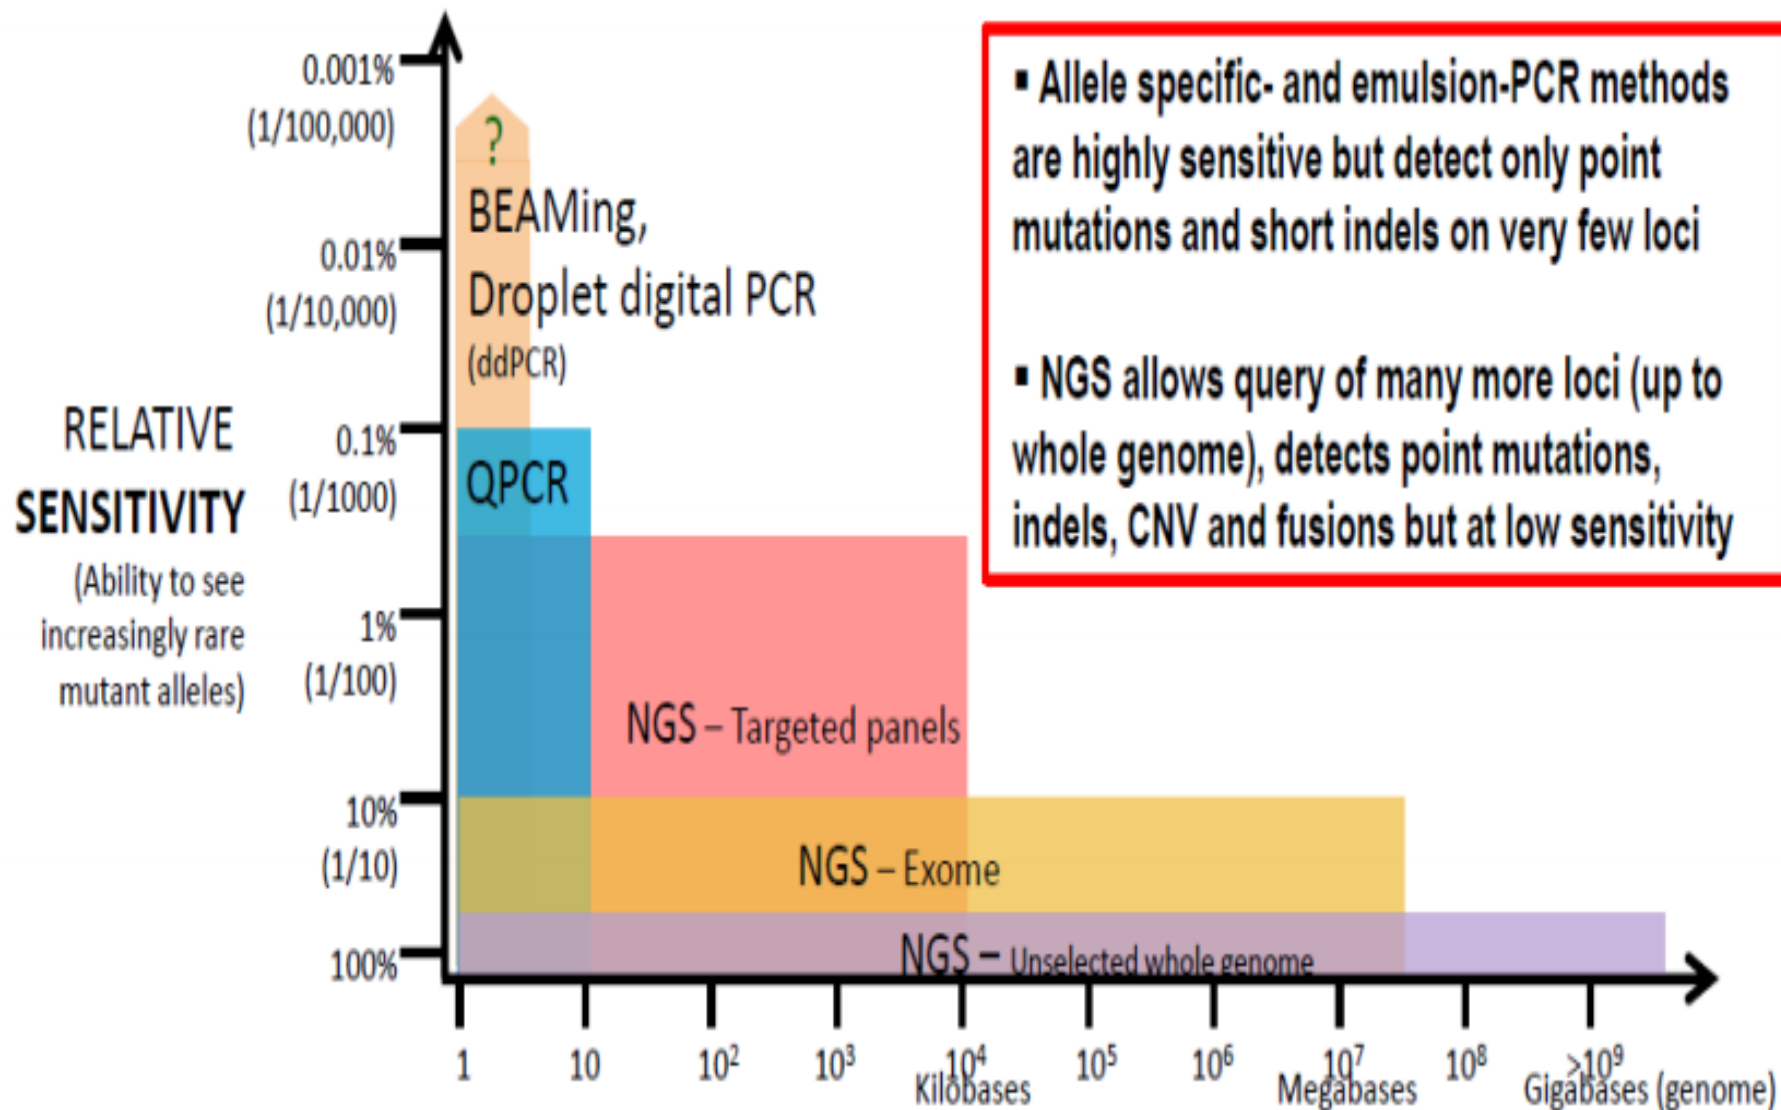 0.001%
(1/100,000)
0.01%
(1/10,000)
0.1%
(1/1000)
1%
(1/100)
10%
(1/10)
100%
RELATIVE
SENSITIVITY
(Ability to see
increasingly rare
mutant alleles)
?
BEAMing,
Droplet digital PCR
(ddPCR)
QPCR
NGS – Targeted panels
NGS – Exome
NGS – Unselected whole genome
▪ Allele specific- and emulsion-PCR methods
are highly sensitive but detect only point
mutations and short indels on very few loci
▪ NGS allows query of many more loci (up to
whole genome), detects point mutations,
indels, CNV and fusions but at low sensitivity
1 10 10² 10³ 10⁴ 10⁵ 10⁶ 10⁷ 10⁸ >10⁹
Kilobases Megabases Gigabases (genome)